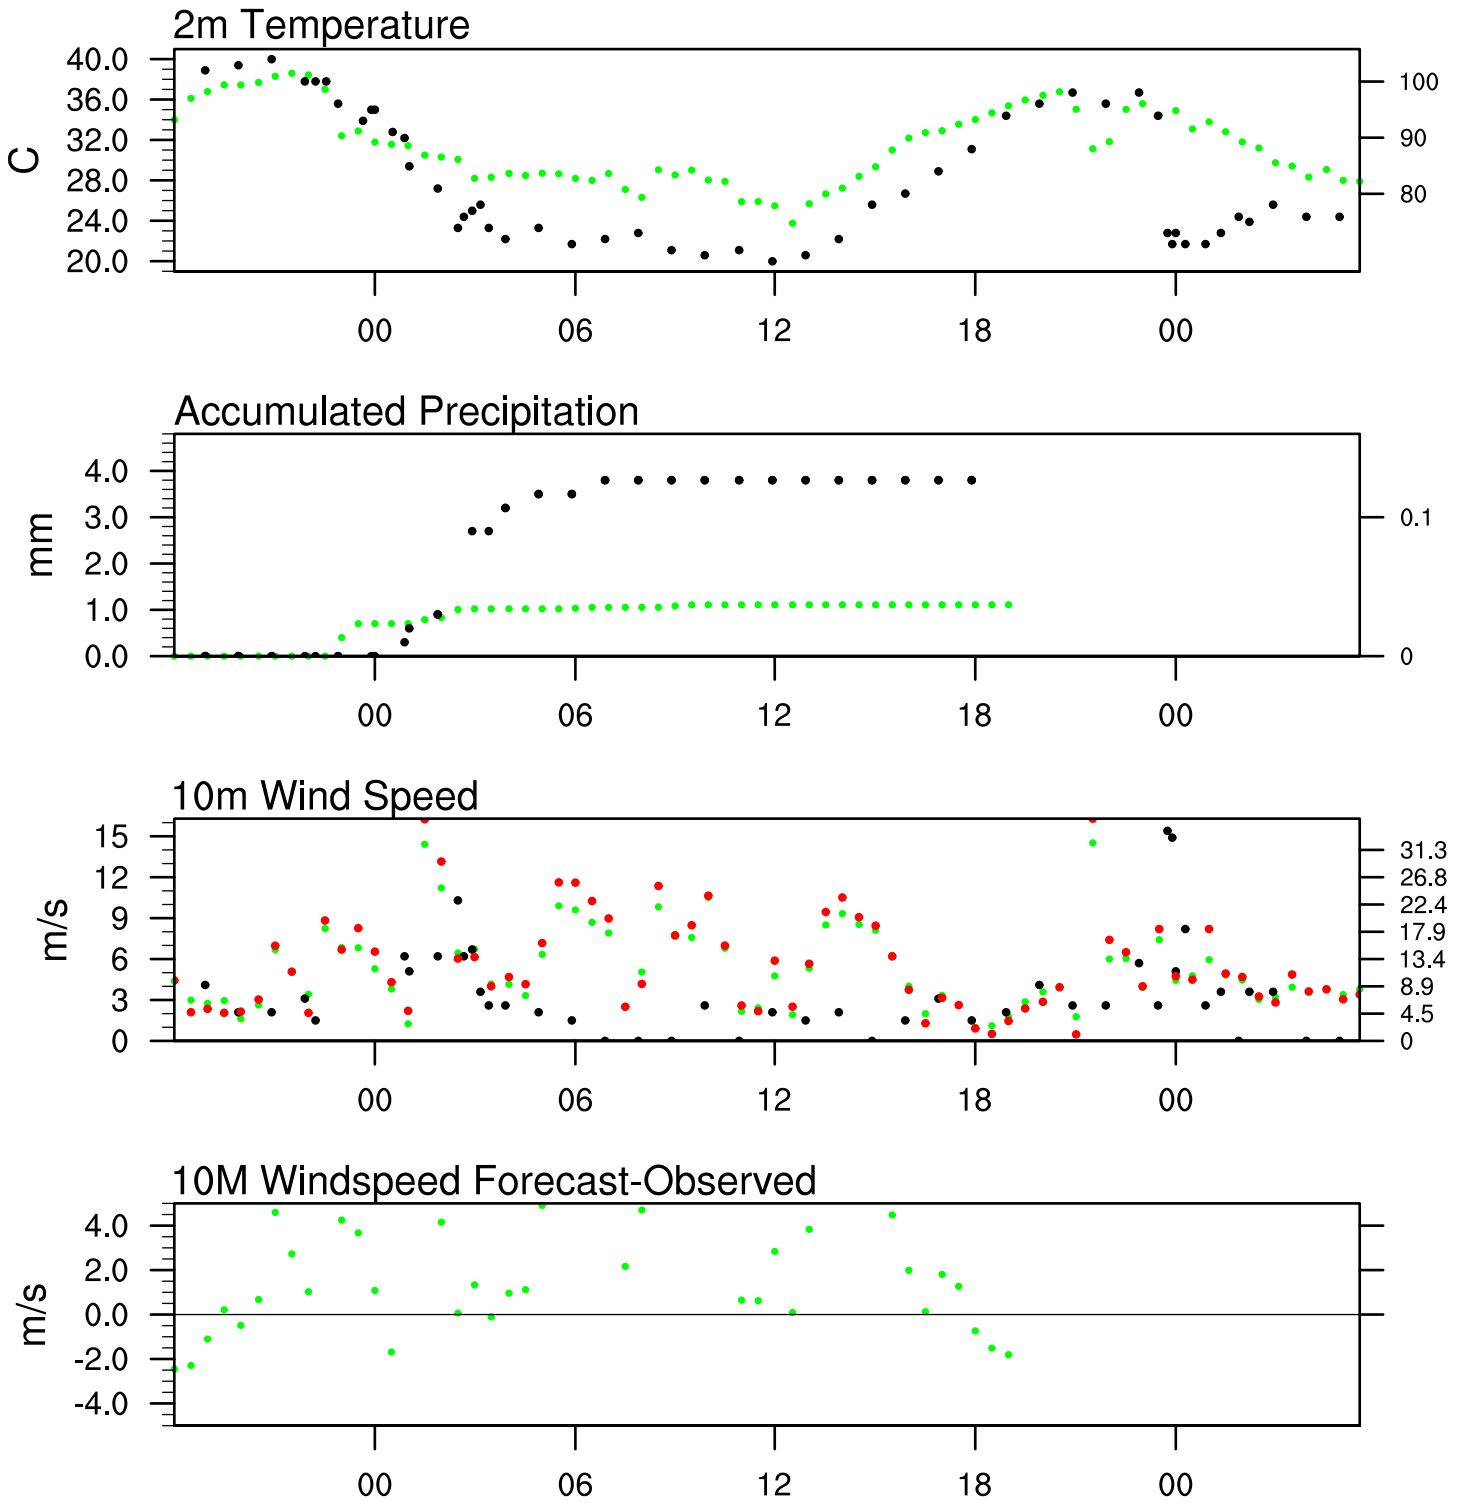 2m Temperature
40.0
36.0
32.0
28.0
24.0
20.0
C
100
90
80
00 06 12 18 00
Accumulated Precipitation
4.0
3.0
2.0
1.0
0.0
mm
0.1
0
00 06 12 18 00
10m Wind Speed
15
12
9
6
3
0
m/s
31.3
26.8
22.4
17.9
13.4
8.9
4.5
0
00 06 12 18 00
10M Windspeed Forecast-Observed
4.0
2.0
0.0
-2.0
-4.0
m/s
00 06 12 18 00